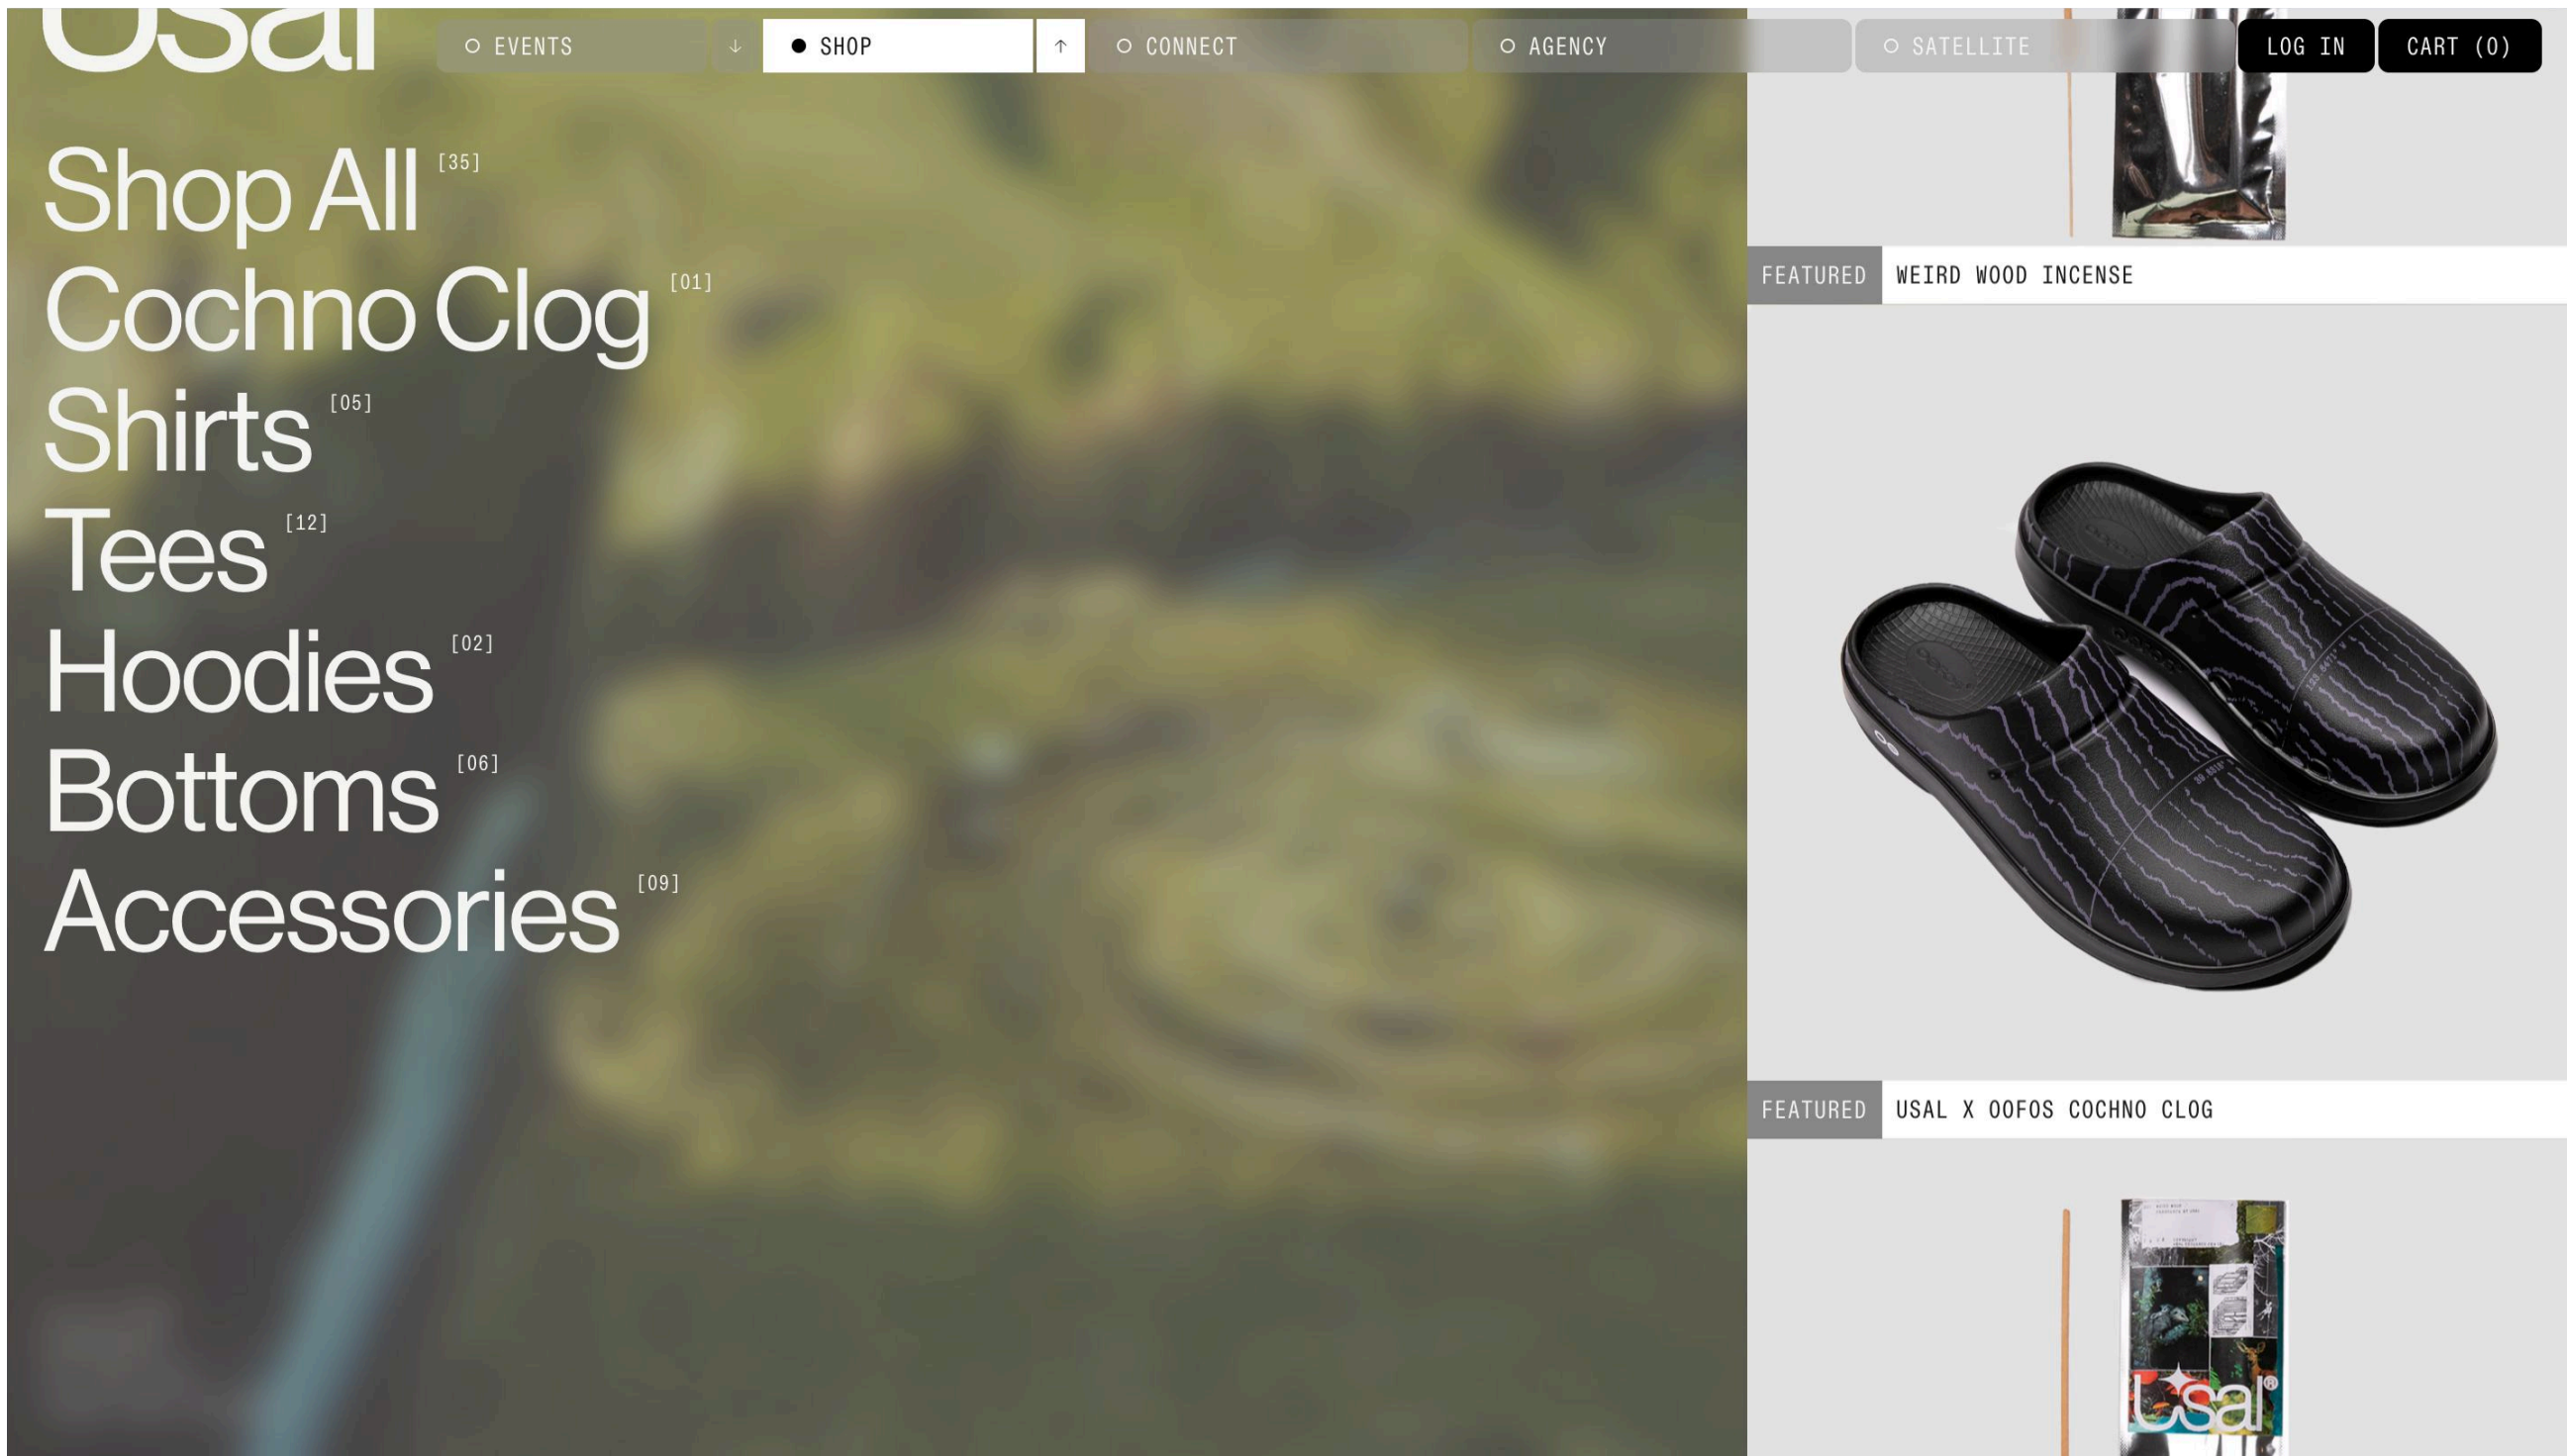 Usal
EVENTS ↓ SHOP ↑ CONNECT AGENCY SATELLITE LOG IN CART (0)
Shop All [35]
Cochno Clog [01]
Shirts [05]
Tees [12]
Hoodies [02]
Bottoms [06]
Accessories [09]
FEATURED WEIRD WOOD INCENSE
FEATURED USAL X OOFOS COCHNO CLOG
Usal®